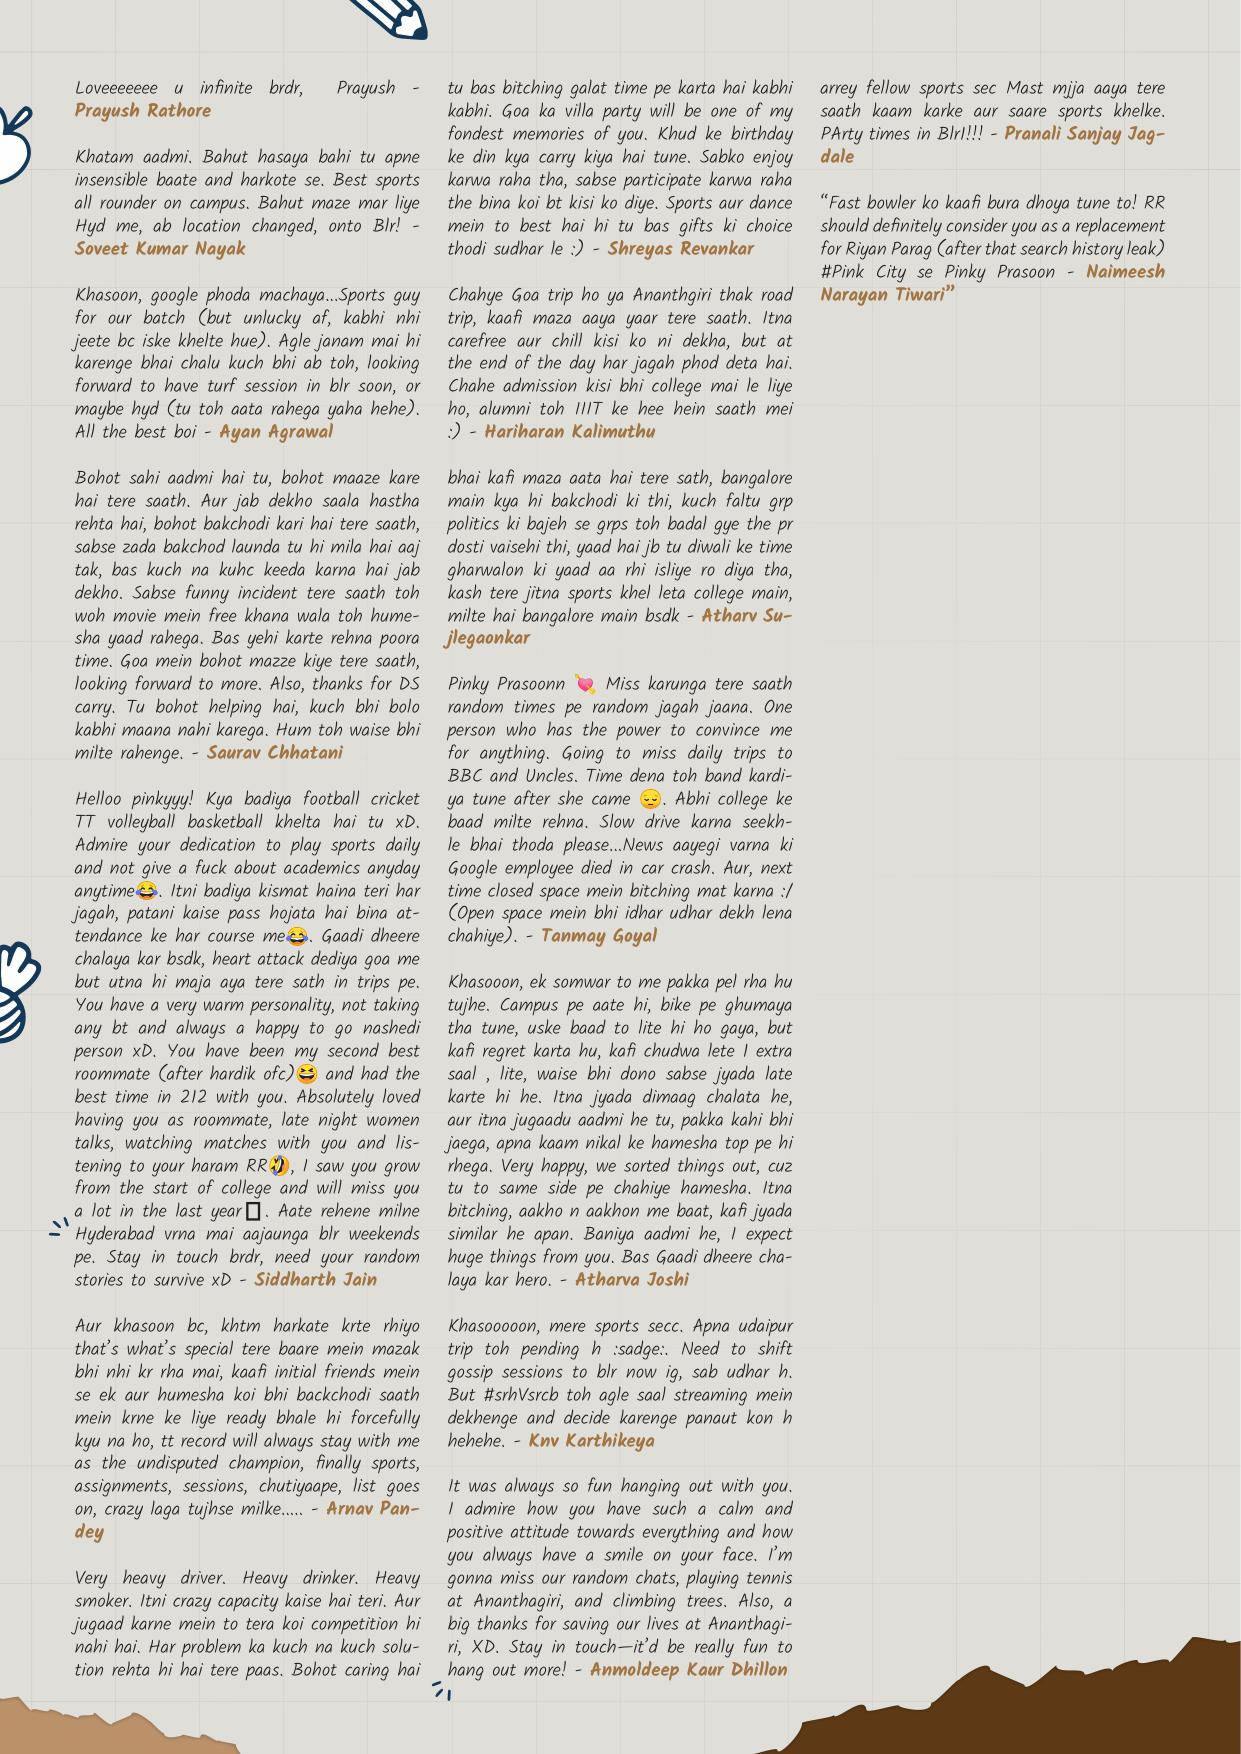 Loveeeeeee u infinite brdr, Prayush -
Prayush Rathore
Khatam aadmi. Bahut hasaya bahi tu apne
insensible baate and harkote se. Best sports
all rounder on campus. Bahut maze mar liye
Hyd me, ab location changed, onto Blr! -
Soveet Kumar Nayak
Khasoon, google phoda machaya...Sports guy
for our batch (but unlucky af, kabhi nhi
jeete bc iske khelte hue). Agle janam mai hi
karenge bhai chalu kuch bhi ab toh, looking
forward to have turf session in blr soon, or
maybe hyd (tu toh aata rahega yaha hehe).
All the best boi - Ayan Agrawal
Bohot sahi aadmi hai tu, bohot maaze kare
hai tere saath. Aur jab dekho saala hastha
rehta hai, bohot bakchodi kari hai tere saath,
sabse zada bakchod launda tu hi mila hai aaj
tak, bas kuch na kuhc keeda karna hai jab
dekho. Sabse funny incident tere saath toh
woh movie mein free khana wala toh hume-
sha yaad rahega. Bas yehi karte rehna poora
time. Goa mein bohot mazze kiye tere saath,
looking forward to more. Also, thanks for DS
carry. Tu bohot helping hai, kuch bhi bolo
kabhi maana nahi karega. Hum toh waise bhi
milte rahenge. - Saurav Chhatani
Helloo pinkyyy! Kya badiya football cricket
TT volleyball basketball khelta hai tu xD.
Admire your dedication to play sports daily
and not give a fuck about academics anyday
anytime😂. Itni badiya kismat haina teri har
jagah, patani kaise pass hojata hai bina at-
tendance ke har course me😂. Gaadi dheere
chalaya kar bsdk, heart attack dediya goa me
but utna hi maja aya tere sath in trips pe.
You have a very warm personality, not taking
any bt and always a happy to go nashedi
person xD. You have been my second best
roommate (after hardik ofc)😆 and had the
best time in 212 with you. Absolutely loved
having you as roommate, late night women
talks, watching matches with you and lis-
tening to your haram RR🤣, I saw you grow
from the start of college and will miss you
a lot in the last year. Aate rehene milne
Hyderabad vrna mai aajaunga blr weekends
pe. Stay in touch brdr, need your random
stories to survive xD - Siddharth Jain
Aur khasoon bc, khtm harkate krte rhiyo
that's what's special tere baare mein mazak
bhi nhi kr rha mai, kaafi initial friends mein
se ek aur humesha koi bhi backchodi saath
mein krne ke liye ready bhale hi forcefully
kyu na ho, tt record will always stay with me
as the undisputed champion, finally sports,
assignments, sessions, chutiyaape, list goes
on, crazy laga tujhse milke..... - Arnav Pan-
dey
Very heavy driver. Heavy drinker. Heavy
smoker. Itni crazy capacity kaise hai teri. Aur
jugaad karne mein to tera koi competition hi
nahi hai. Har problem ka kuch na kuch solu-
tion rehta hi hai tere paas. Bohot caring hai
tu bas bitching galat time pe karta hai kabhi
kabhi. Goa ka villa party will be one of my
fondest memories of you. Khud ke birthday
ke din kya carry kiya hai tune. Sabko enjoy
karwa raha tha, sabse participate karwa raha
the bina koi bt kisi ko diye. Sports aur dance
mein to best hai hi tu bas gifts ki choice
thodi sudhar le :) - Shreyas Revankar
Chahye Goa trip ho ya Ananthgiri thak road
trip, kaafi maza aaya yaar tere saath. Itna
carefree aur chill kisi ko ni dekha, but at
the end of the day har jagah phod deta hai.
Chahe admission kisi bhi college mai le liye
ho, alumni toh IIIT ke hee hein saath mei
:) - Hariharan Kalimuthu
bhai kafi maza aata hai tere sath, bangalore
main kya hi bakchodi ki thi, kuch faltu grp
politics ki bajeh se grps toh badal gye the pr
dosti vaisehi thi, yaad hai jb tu diwali ke time
gharwalon ki yaad aa rhi isliye ro diya tha,
kash tere jitna sports khel leta college main,
milte hai bangalore main bsdk - Atharv Su-
jlegaonkar
Pinky Prasoonn 💘 Miss karunga tere saath
random times pe random jagah jaana. One
person who has the power to convince me
for anything. Going to miss daily trips to
BBC and Uncles. Time dena toh band kardi-
ya tune after she came 😔. Abhi college ke
baad milte rehna. Slow drive karna seekh-
le bhai thoda please...News aayegi varna ki
Google employee died in car crash. Aur, next
time closed space mein bitching mat karna :/
(Open space mein bhi idhar udhar dekh lena
chahiye). - Tanmay Goyal
Khasooon, ek somwar to me pakka pel rha hu
tujhe. Campus pe aate hi, bike pe ghumaya
tha tune, uske baad to lite hi ho gaya, but
kafi regret karta hu, kafi chudwa lete I extra
saal , lite, waise bhi dono sabse jyada late
karte hi he. Itna jyada dimaag chalata he,
aur itna jugaadu aadmi he tu, pakka kahi bhi
jaega, apna kaam nikal ke hamesha top pe hi
rhega. Very happy, we sorted things out, cuz
tu to same side pe chahiye hamesha. Itna
bitching, aakho n aakhon me baat, kafi jyada
similar he apan. Baniya aadmi he, I expect
huge things from you. Bas Gaadi dheere cha-
laya kar hero. - Atharva Joshi
Khasooooon, mere sports secc. Apna udaipur
trip toh pending h :sadge:. Need to shift
gossip sessions to blr now ig, sab udhar h.
But #srhVsrcb toh agle saal streaming mein
dekhenge and decide karenge panaut kon h
hehehe. - Knv Karthikeya
It was always so fun hanging out with you.
I admire how you have such a calm and
positive attitude towards everything and how
you always have a smile on your face. I'm
gonna miss our random chats, playing tennis
at Ananthagiri, and climbing trees. Also, a
big thanks for saving our lives at Ananthagi-
ri, XD. Stay in touch—it'd be really fun to
hang out more! - Anmoldeep Kaur Dhillon
arrey fellow sports sec Mast mjja aaya tere
saath kaam karke aur saare sports khelke.
PArty times in BlrI!!! - Pranali Sanjay Jag-
dale
“Fast bowler ko kaafi bura dhoya tune to! RR
should definitely consider you as a replacement
for Riyan Parag (after that search history leak)
#Pink City se Pinky Prasoon - Naimeesh
Narayan Tiwari”